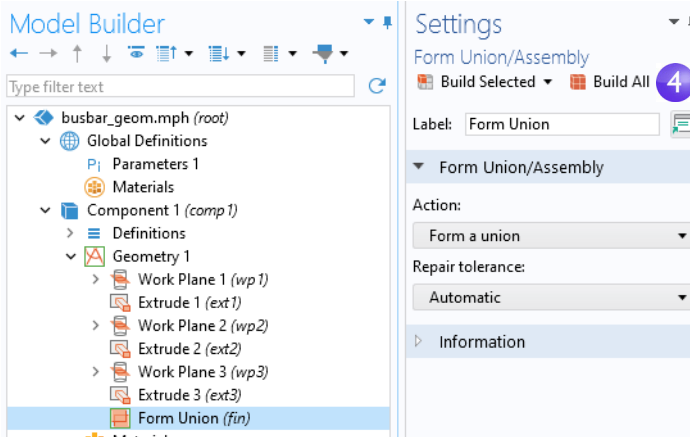 Model Builder
Type filter text
busbar_geom.mph (root)
Global Definitions
Pi Parameters 1
Materials
Component 1 (comp1)
Definitions
Geometry 1
Work Plane 1 (wp1)
Extrude 1 (ext1)
Work Plane 2 (wp2)
Extrude 2 (ext2)
Work Plane 3 (wp3)
Extrude 3 (ext3)
Form Union (fin)
Settings
Form Union/Assembly
Build Selected Build All 4
Label: Form Union
Form Union/Assembly
Action:
Form a union
Repair tolerance:
Automatic
Information